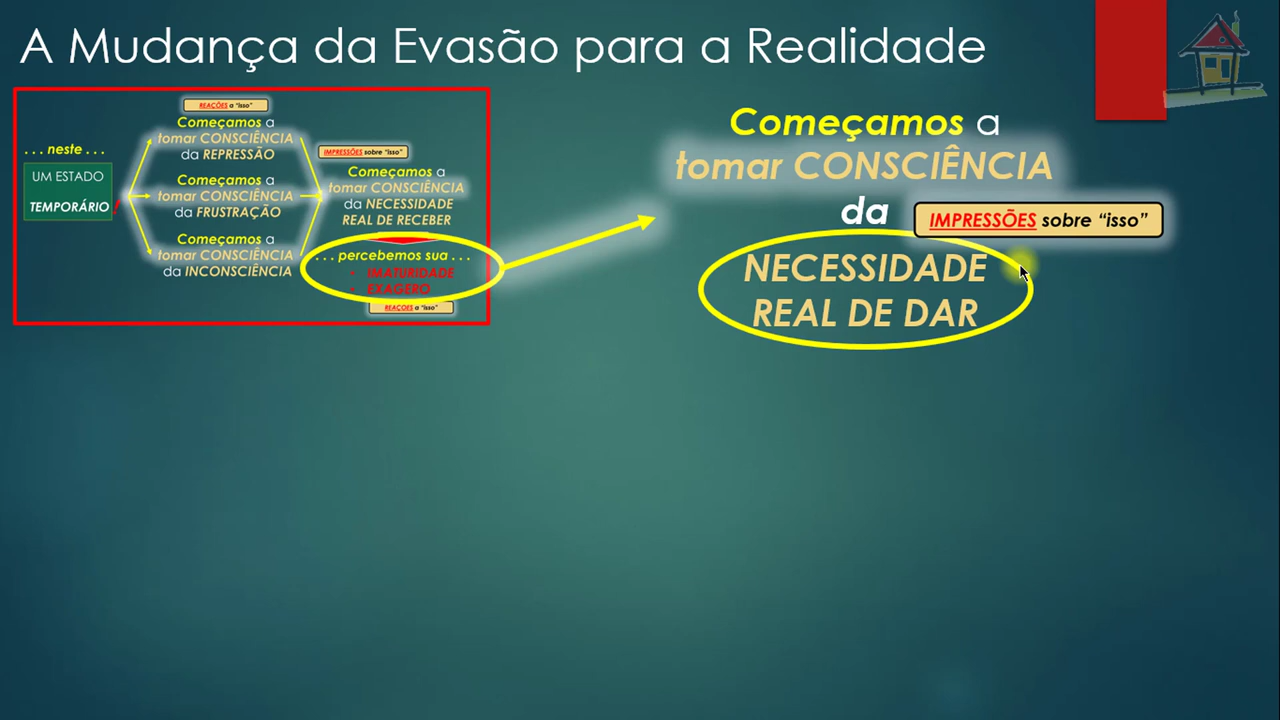 A Mudança da Evasão para a Realidade
REAÇÕES a "isso"
Começamos a
tomar CONSCIÊNCIA
da REPRESSÃO
. . . neste . . .
UM ESTADO
TEMPORÁRIO !
Começamos a
tomar CONSCIÊNCIA
da FRUSTRAÇÃO
Começamos a
tomar CONSCIÊNCIA
da INCONSCIÊNCIA
IMPRESSÕES sobre "isso"
Começamos a
tomar CONSCIÊNCIA
da NECESSIDADE
REAL DE RECEBER
. . . percebemos sua . . .
• IMATURIDADE
• EXAGERO
REAÇÕES a "isso"
Começamos a
tomar CONSCIÊNCIA
da
IMPRESSÕES sobre “isso”
NECESSIDADE
REAL DE DAR